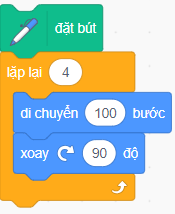 đặt bút
lặp lại 4
di chuyển 100 bước
xoay 90 độ